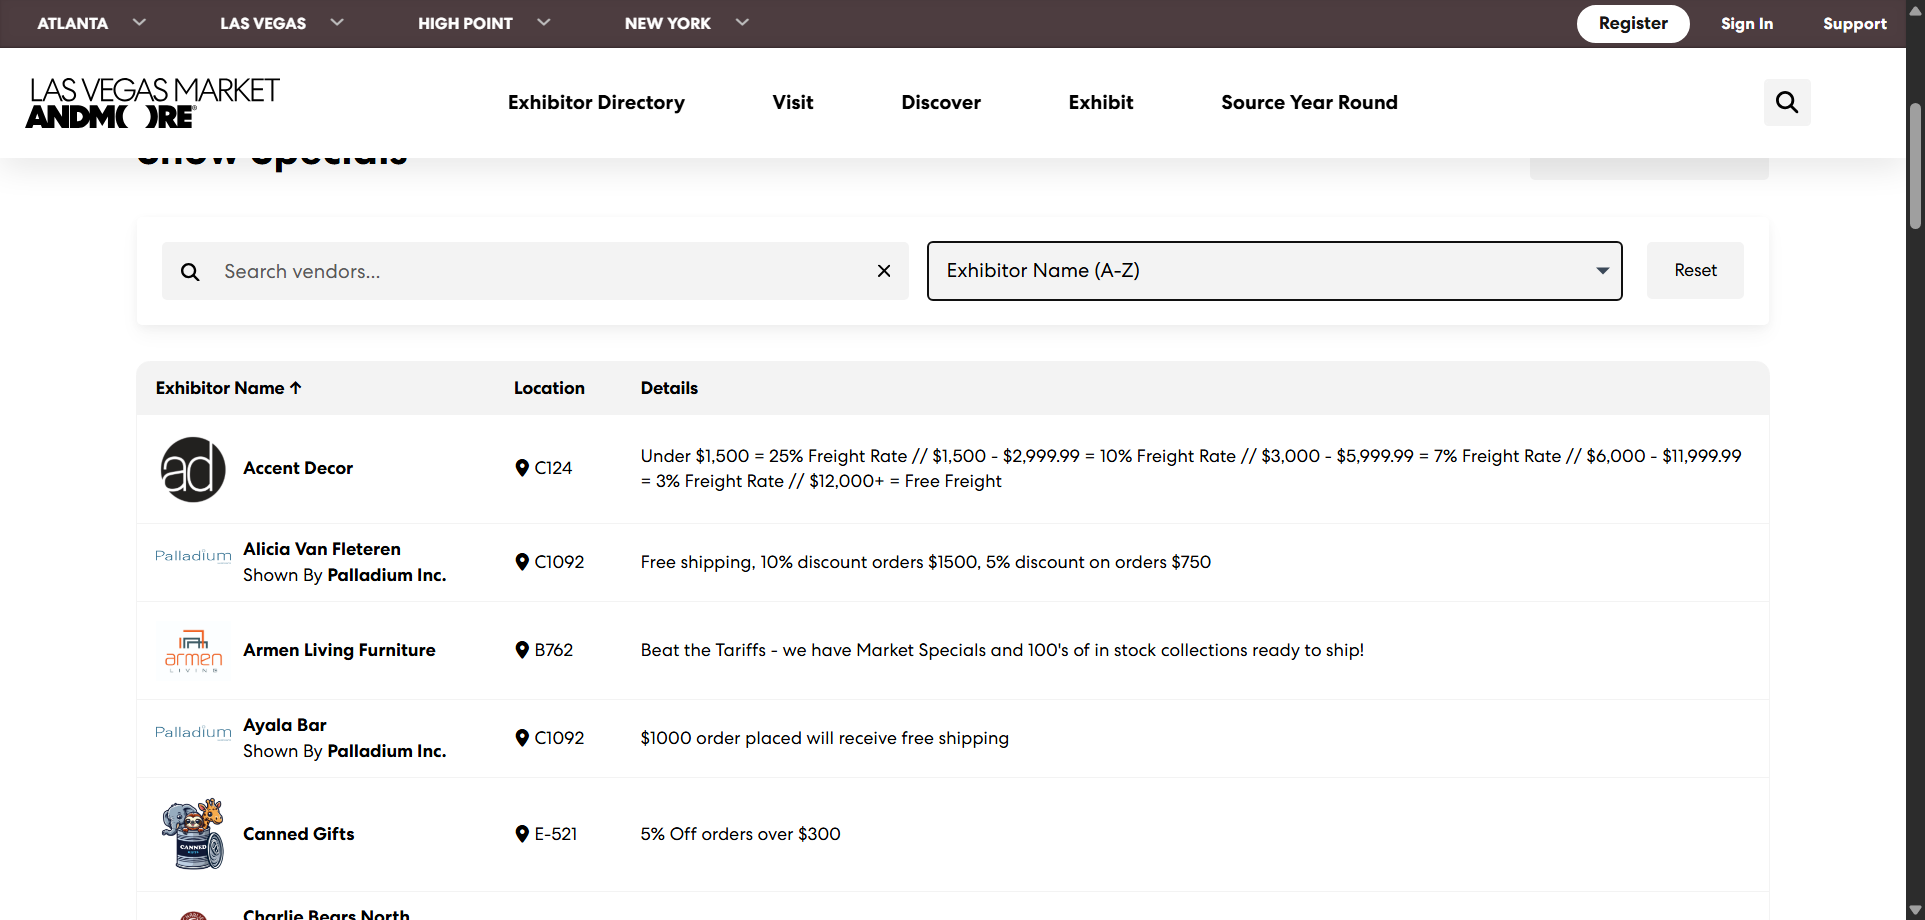 ATLANTA
LAS VEGAS
HIGH POINT
NEW YORK
Register
Sign In
Support
LAS VEGAS MARKET
ANDMORE
Exhibitor Directory
Visit
Discover
Exhibit
Source Year Round
Show Specials
Search vendors...
Exhibitor Name (A-Z)
Reset
Exhibitor Name ↑
Location
Details
ad
Accent Decor
C124
Under $1,500 = 25% Freight Rate // $1,500 - $2,999.99 = 10% Freight Rate // $3,000 - $5,999.99 = 7% Freight Rate // $6,000 - $11,999.99
= 3% Freight Rate // $12,000+ = Free Freight
Palladium
Alicia Van Fleteren
Shown By Palladium Inc.
C1092
Free shipping, 10% discount orders $1500, 5% discount on orders $750
armen
LIVING
Armen Living Furniture
B762
Beat the Tariffs - we have Market Specials and 100's of in stock collections ready to ship!
Palladium
Ayala Bar
Shown By Palladium Inc.
C1092
$1000 order placed will receive free shipping
CANNED
Canned Gifts
E-521
5% Off orders over $300
Charlie Bears North